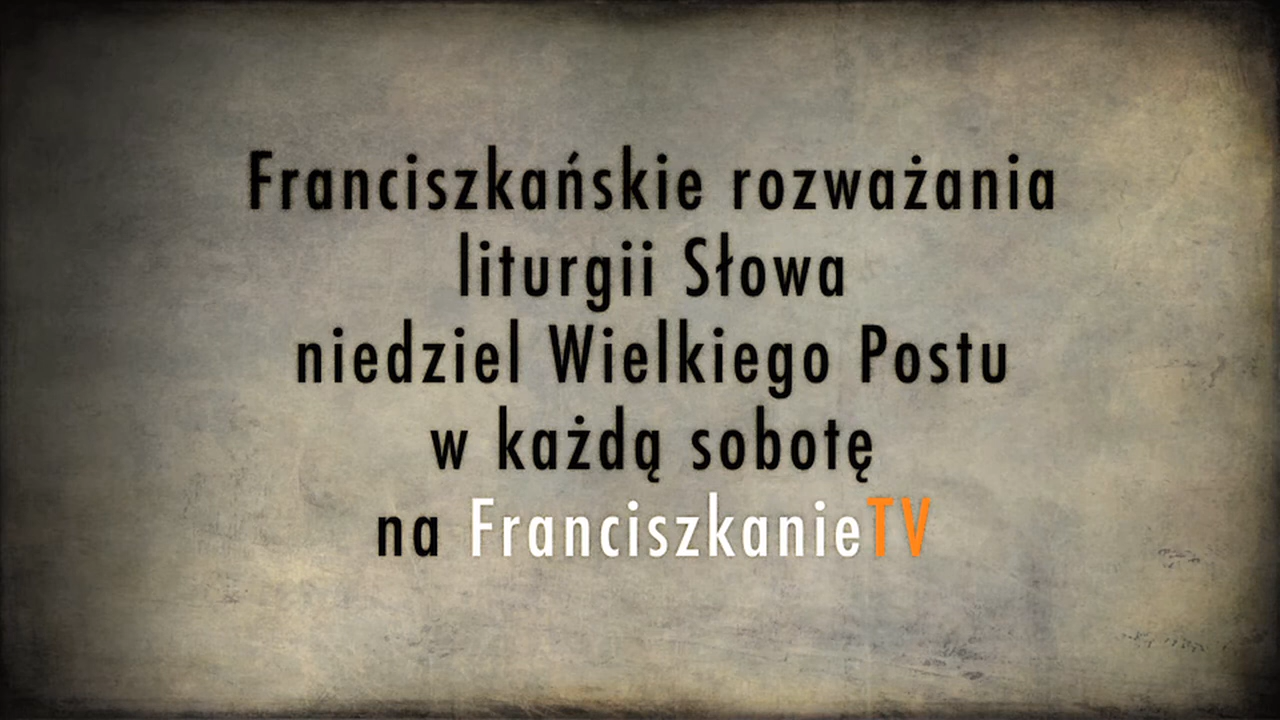 Franciszkańskie rozważania
liturgii Słowa
niedziel Wielkiego Postu
w każdą sobotę
na FranciszkanieTV